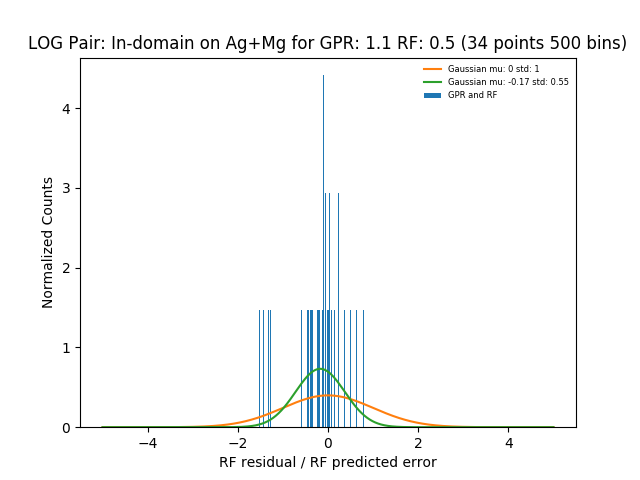 LOG Pair: In-domain on Ag+Mg for GPR: 1.1 RF: 0.5 (34 points 500 bins)
Gaussian mu: 0 std: 1
Gaussian mu: -0.17 std: 0.55
GPR and RF
Normalized Counts
4
3
2
1
0
−4 −2 0 2 4
RF residual / RF predicted error